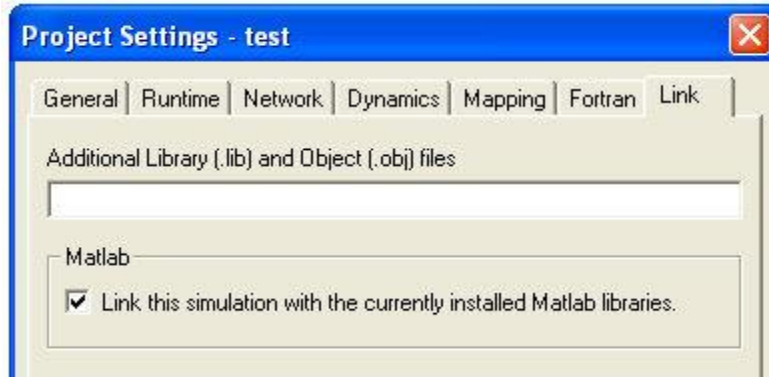 Project Settings - test
General Runtime Network Dynamics Mapping Fortran Link
Additional Library (.lib) and Object (.obj) files
Matlab
Link this simulation with the currently installed Matlab libraries.